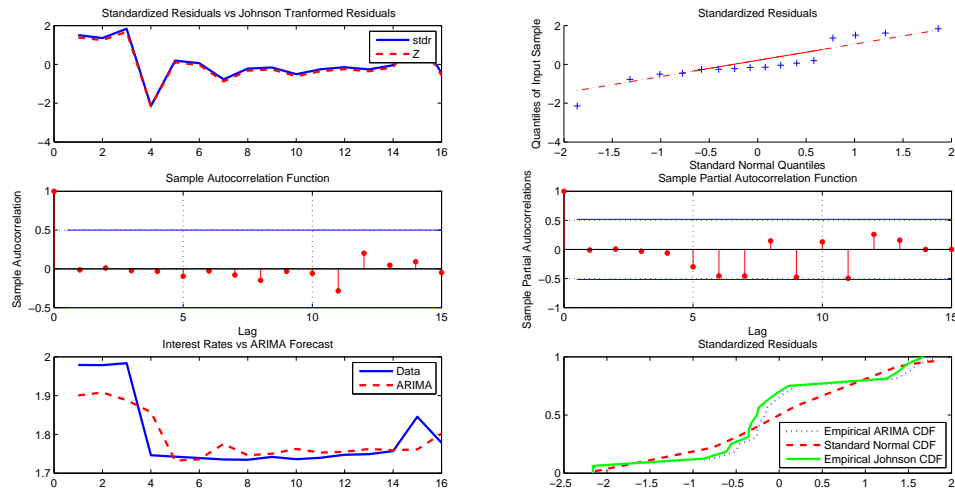 Standardized Residuals vs Johnson Tranformed Residuals
4
2
0
−2
−4
0 2 4 6 8 10 12 14 16
stdr
Z
Standardized Residuals
Quantiles of Input Sample
4
2
0
−2
−4
−2 −1.5 −1 −0.5 0 0.5 1 1.5 2
Standard Normal Quantiles
Sample Autocorrelation Function
Sample Autocorrelation
1
0.5
0
−0.5
0 5 10 15
Lag
Sample Partial Autocorrelation Function
Sample Partial Autocorrelations
1
0.5
0
−0.5
−1
0 5 10 15
Lag
Interest Rates vs ARIMA Forecast
2
1.9
1.8
1.7
0 2 4 6 8 10 12 14 16
Data
ARIMA
Standardized Residuals
1
0.5
0
−2.5 −2 −1.5 −1 −0.5 0 0.5 1 1.5 2
Empirical ARIMA CDF
Standard Normal CDF
Empirical Johnson CDF